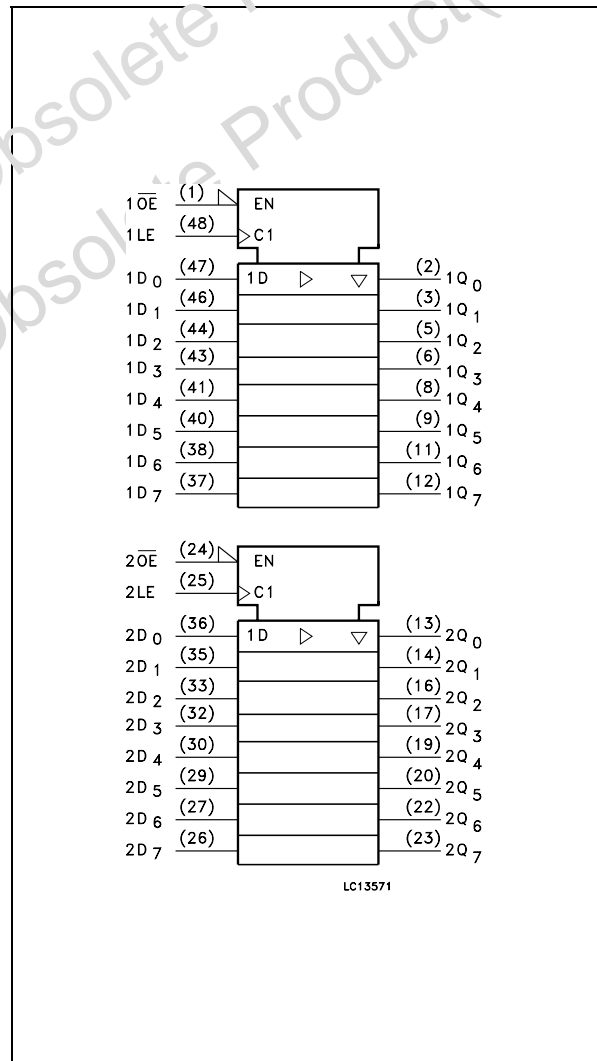 Obsolete
Obsolete Product(
1OE (1) EN
1LE (48) C1
1D0 (47) 1D (2) 1Q0
1D1 (46) (3) 1Q1
1D2 (44) (5) 1Q2
1D3 (43) (6) 1Q3
1D4 (41) (8) 1Q4
1D5 (40) (9) 1Q5
1D6 (38) (11) 1Q6
1D7 (37) (12) 1Q7
2OE (24) EN
2LE (25) C1
2D0 (36) 1D (13) 2Q0
2D1 (35) (14) 2Q1
2D2 (33) (16) 2Q2
2D3 (32) (17) 2Q3
2D4 (30) (19) 2Q4
2D5 (29) (20) 2Q5
2D6 (27) (22) 2Q6
2D7 (26) (23) 2Q7
LC13571